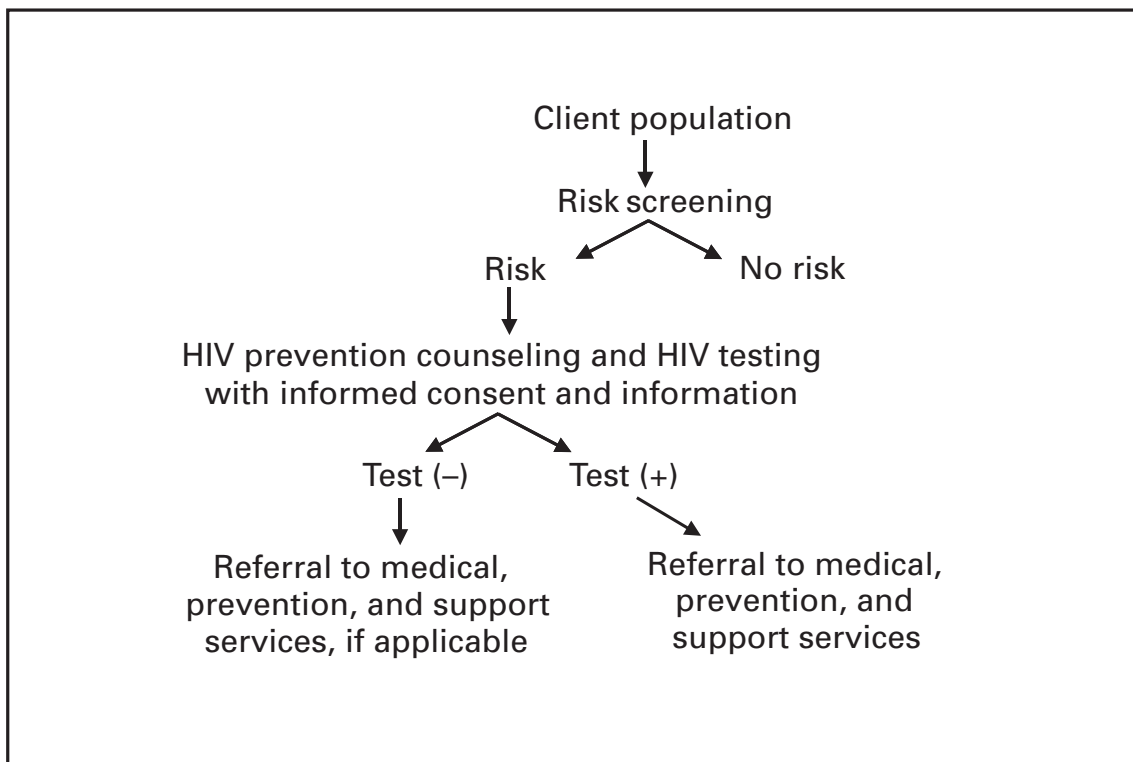 Client population
Risk screening
Risk
No risk
HIV prevention counseling and HIV testing
with informed consent and information
Test (–)
Test (+)
Referral to medical,
prevention, and support
services, if applicable
Referral to medical,
prevention, and
support services